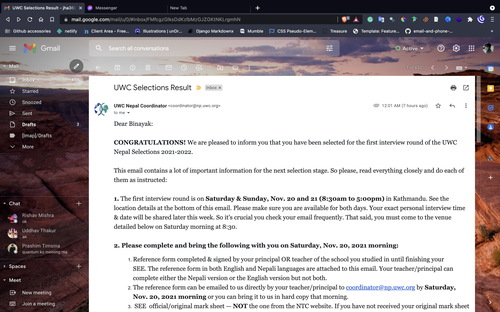 UWC Selections Result
Messenger
New Tab
mail.google.com/mail/u/0/#inbox/
Github accessories
netlify
Area - Free...
Illustrations | unDr...
Django Markdowns
Mumble
CSS Pseudo-Elem...
Treasure
Template: Feature...
email-and-phone-...
Gmail
Search all conversations
Active
Mail
Starred
Snoozed
Sent
Drafts
[Imap]/Drafts
More
Chat
Rishav Mishra
Uddhav Thakur
Prashim Timsina
Spaces
Meet
New meeting
Join a meeting
UWC Selections Result
Inbox x
UWC Nepal Coordinator <coordinator@np.uwc.org>
12:01 AM (7 hours ago)
to me
Dear Binayak:
CONGRATULATIONS! We are pleased to inform you that you have been selected for the first interview round of the UWC
Nepal Selections 2021-2022.
This email contains a lot of important information for the next selection stage. So please, read everything closely and do each of
them as instructed:
1. The first interview round is on Saturday & Sunday, Nov. 20 and 21 (8:30am to 5:00pm) in Kathmandu. See the
location details at the bottom of this email. Please make sure you are available for both days. Your exact personal interview time
& date will be shared later this week. So it's crucial you check your email frequently. That said, you must come to the venue
detailed below on Saturday morning at 8:30.
2. Please complete and bring the following with you on Saturday, Nov. 20, 2021 morning:
1. Reference form completed & signed by your principal OR teacher of the school you studied in until finishing your
SEE. The reference form in both English and Nepali languages are attached to this email. Your teacher/principal can
complete either the Nepali version or the English version but not both.
2. The reference form can be emailed to us directly by your teacher/principal to coordinator@np.uwc.org by Saturday,
Nov. 20, 2021 morning or you can bring it to us in hard copy that morning.
3. SEE official/original mark sheet — NOT the one from the NTC website. If you have not received your original mark sheet